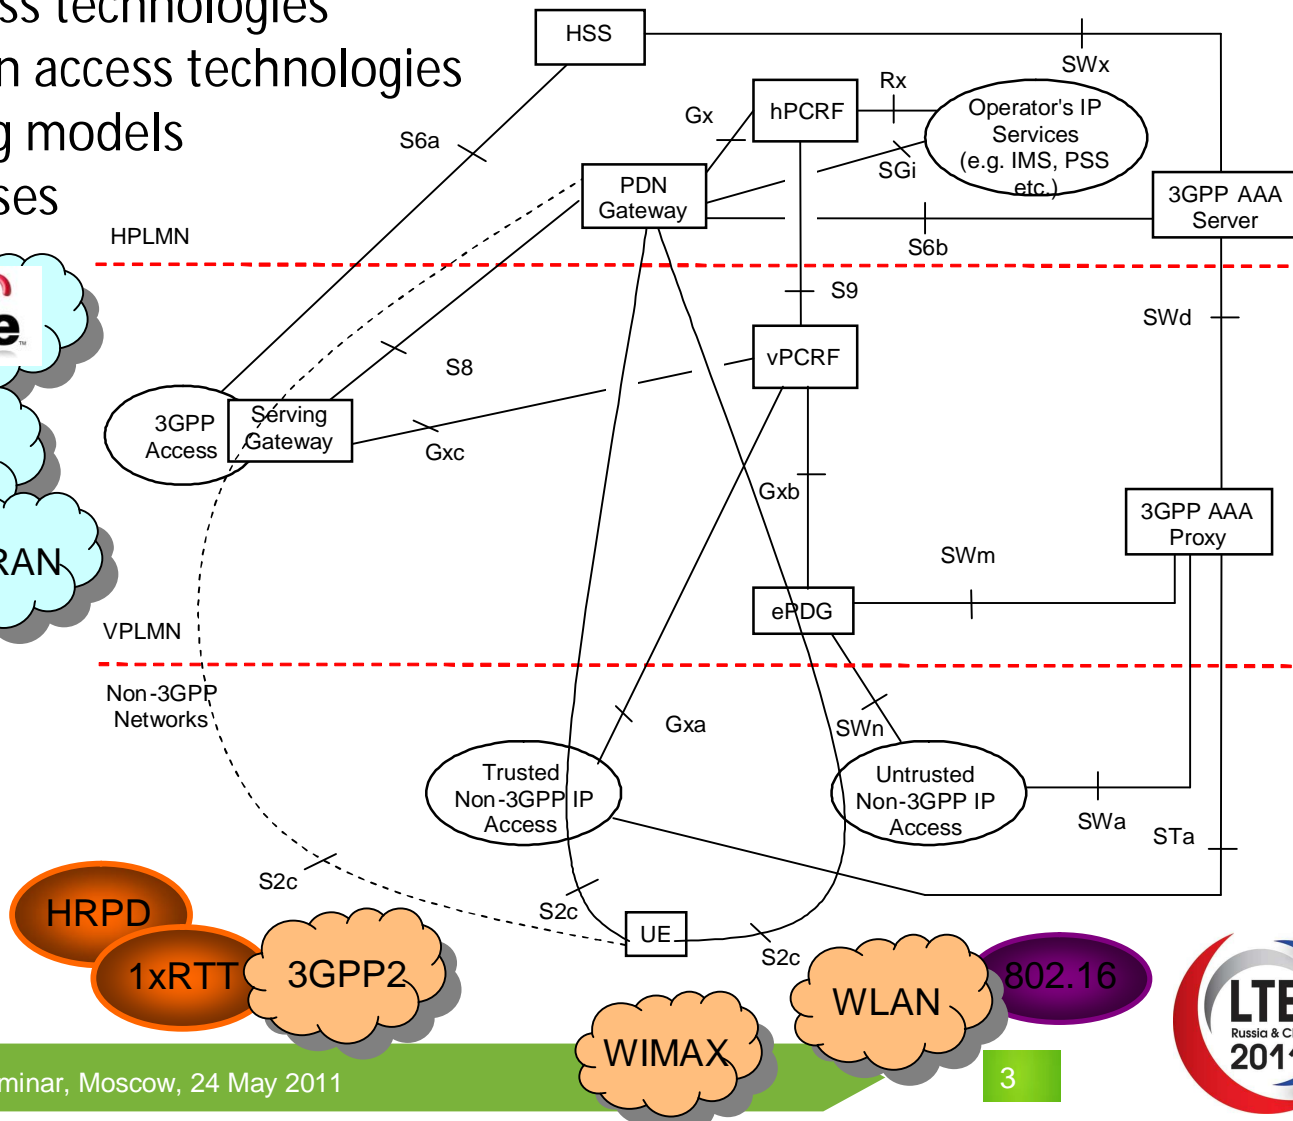 ss technologies
n access technologies
g models
ses
HSS
SWx
hPCRF
Rx
Gx
Operator's IP
Services
(e.g. IMS, PSS
etc.)
S6a
SGi
PDN
Gateway
3GPP AAA
Server
S6b
HPLMN
S9
SWd
e
S8
vPCRF
3GPP
Access
Serving
Gateway
Gxc
Gxb
3GPP AAA
Proxy
RAN
SWm
ePDG
VPLMN
Non-3GPP
Networks
Gxa
SWn
Trusted
Non-3GPP IP
Access
Untrusted
Non-3GPP IP
Access
SWa
STa
S2c
S2c
S2c
UE
HRPD
1xRTT
3GPP2
WIMAX
WLAN
802.16
LTE
Russia & C
2011
minar, Moscow, 24 May 2011
3